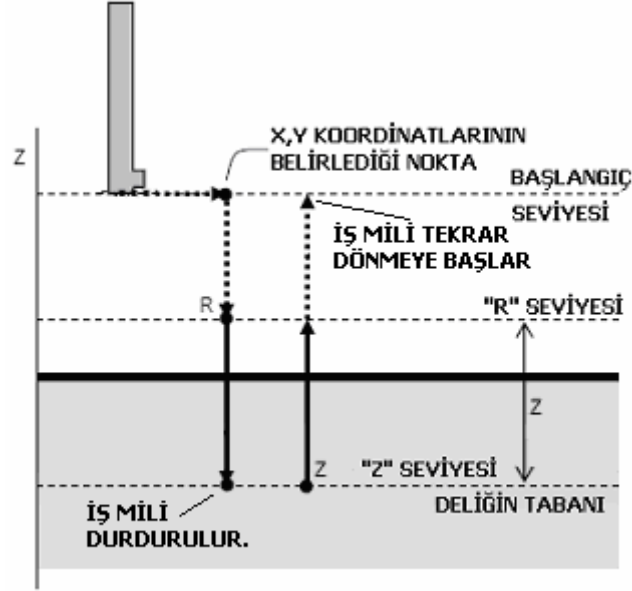 Z
X,Y KOORDİNATLARININ
BELİRLEDİĞİ NOKTA
BAŞLANGIÇ
SEVİYESİ
İŞ MİLİ TEKRAR
DÖNMEYE BAŞLAR
R
"R" SEVİYESİ
Z
Z
"Z" SEVİYESİ
DELİĞİN TABANI
İŞ MİLİ
DURDURULUR.